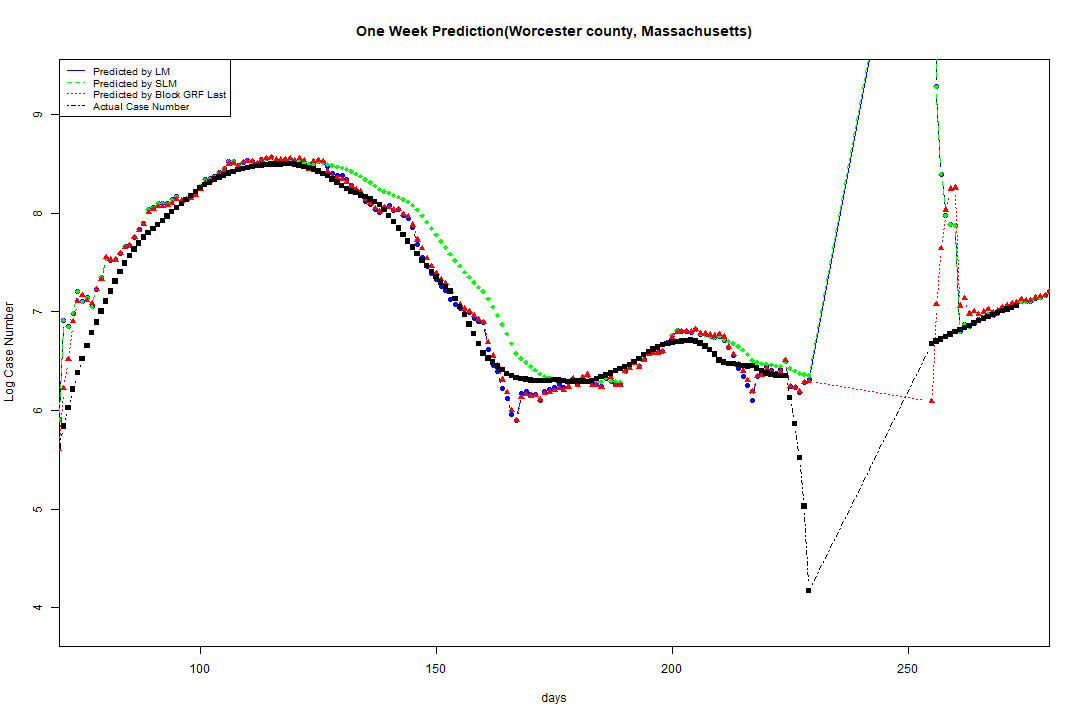 One Week Prediction(Worcester county, Massachusetts)
Predicted by LM
Predicted by SLM
Predicted by Block GRF Last
Actual Case Number
9
8
7
6
5
4
Log Case Number
100 150 200 250
days